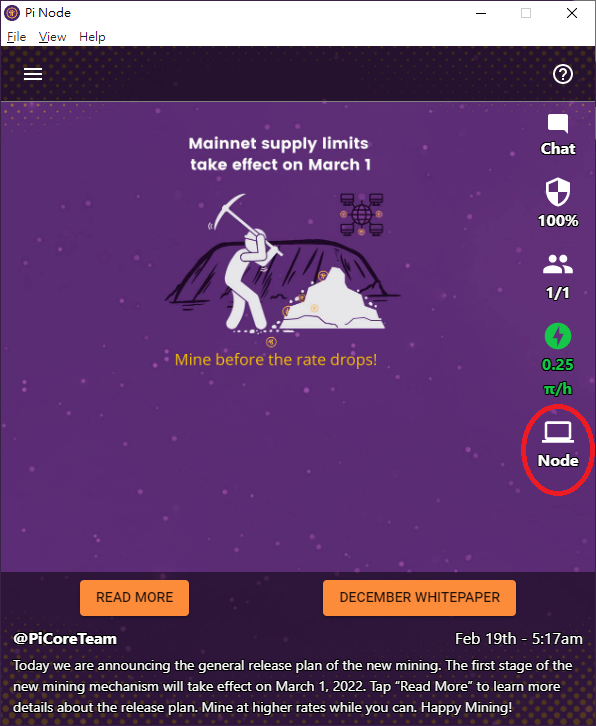 Pi Node
File View Help
Mainnet supply limits
take effect on March 1
Mine before the rate drops!
Chat
100%
1/1
0.25
π/h
Node
READ MORE
DECEMBER WHITEPAPER
@PiCoreTeam
Feb 19th - 5:17am
Today we are announcing the general release plan of the new mining. The first stage of the
new mining mechanism will take effect on March 1, 2022. Tap “Read More” to learn more
details about the release plan. Mine at higher rates while you can. Happy Mining!